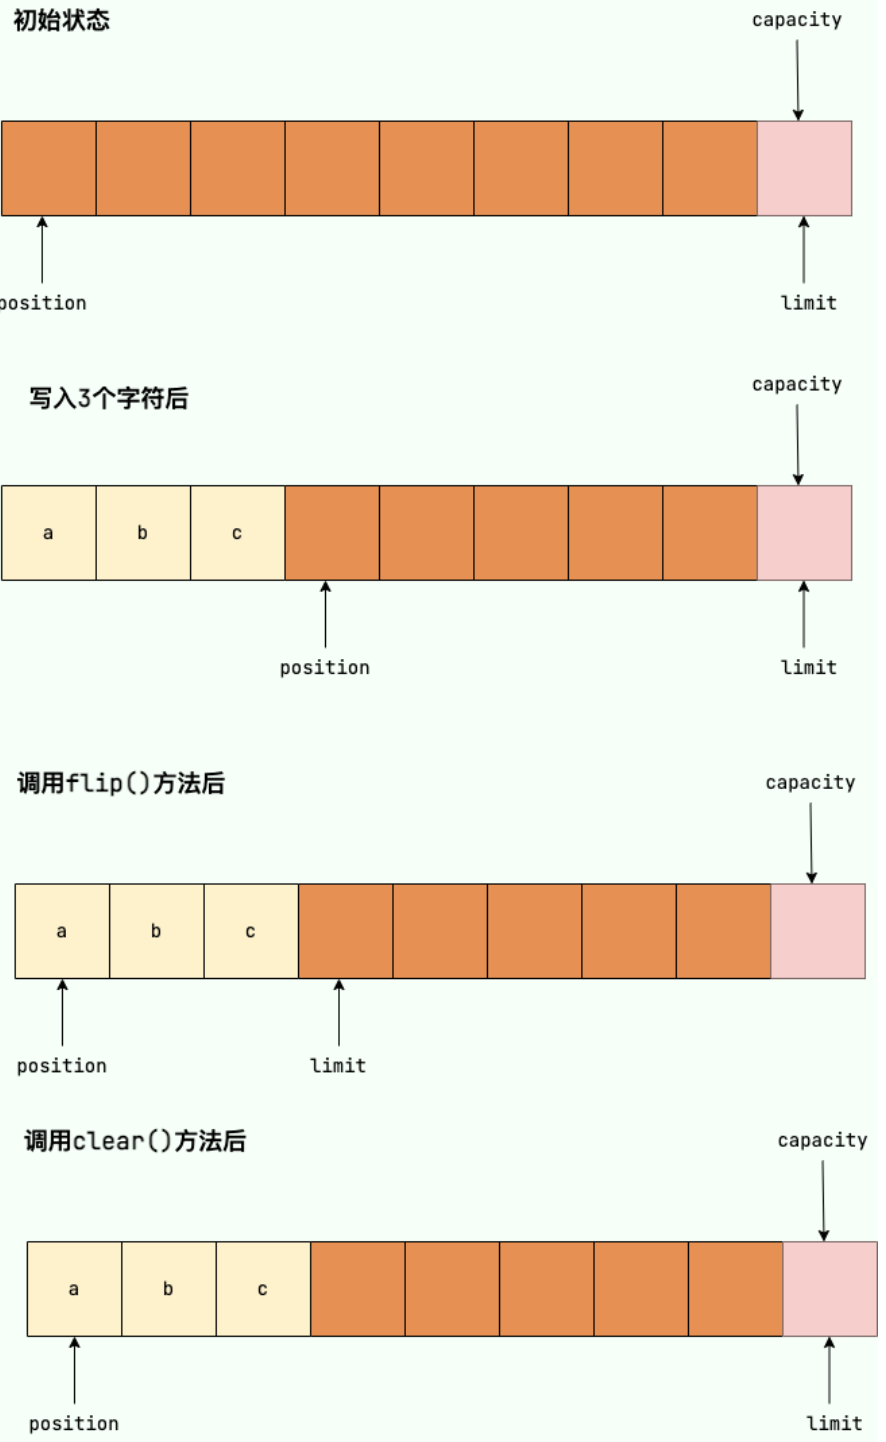 初始状态
capacity
position
limit
写入3个字符后
capacity
a b c
position
limit
调用flip()方法后
capacity
a b c
position
limit
调用clear()方法后
capacity
a b c
position
limit